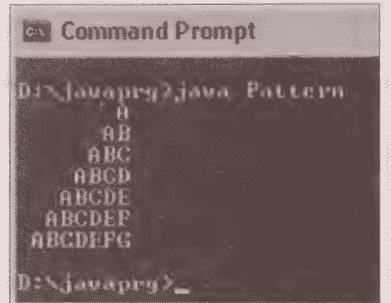 Command Prompt
D:\javaprg>java Pattern
A
AB
ABC
ABCD
ABCDE
ABCDEF
ABCDEFG
D:\javaprg>_